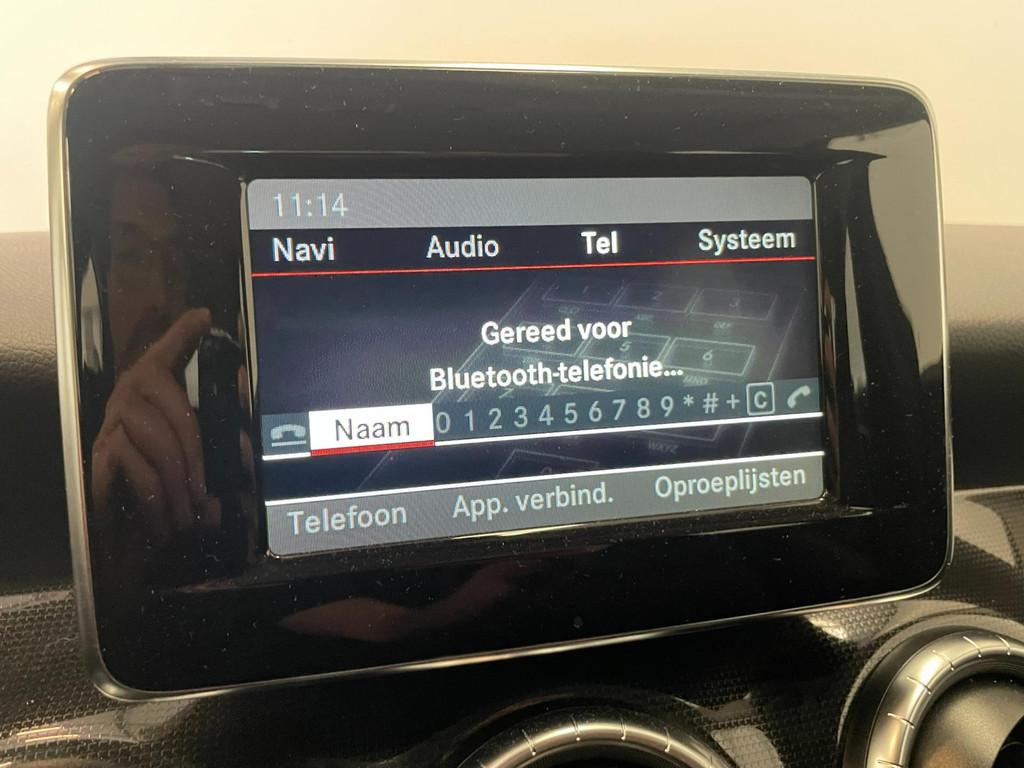 11:14
Navi Audio Tel Systeem
Gereed voor
Bluetooth-telefonie...
Naam 0 1 2 3 4 5 6 7 8 9 * # + C
Telefoon App. verbind. Oproeplijsten